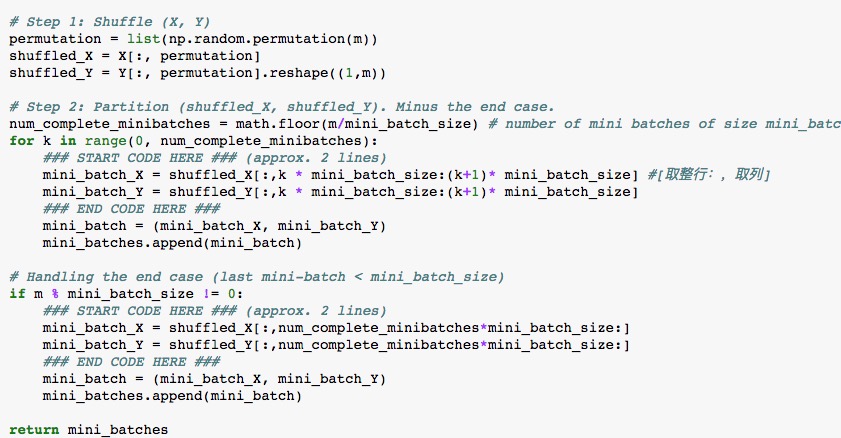 # Step 1: Shuffle (X, Y)
permutation = list(np.random.permutation(m))
shuffled_X = X[:, permutation]
shuffled_Y = Y[:, permutation].reshape((1,m))
# Step 2: Partition (shuffled_X, shuffled_Y). Minus the end case.
num_complete_minibatches = math.floor(m/mini_batch_size) # number of mini batches of size mini_batc
for k in range(0, num_complete_minibatches):
    ### START CODE HERE ### (approx. 2 lines)
    mini_batch_X = shuffled_X[:,k * mini_batch_size:(k+1)* mini_batch_size] #[取整行:, 取列]
    mini_batch_Y = shuffled_Y[:,k * mini_batch_size:(k+1)* mini_batch_size]
    ### END CODE HERE ###
    mini_batch = (mini_batch_X, mini_batch_Y)
    mini_batches.append(mini_batch)
# Handling the end case (last mini-batch < mini_batch_size)
if m % mini_batch_size != 0:
    ### START CODE HERE ### (approx. 2 lines)
    mini_batch_X = shuffled_X[:,num_complete_minibatches*mini_batch_size:]
    mini_batch_Y = shuffled_Y[:,num_complete_minibatches*mini_batch_size:]
    ### END CODE HERE ###
    mini_batch = (mini_batch_X, mini_batch_Y)
    mini_batches.append(mini_batch)
return mini_batches